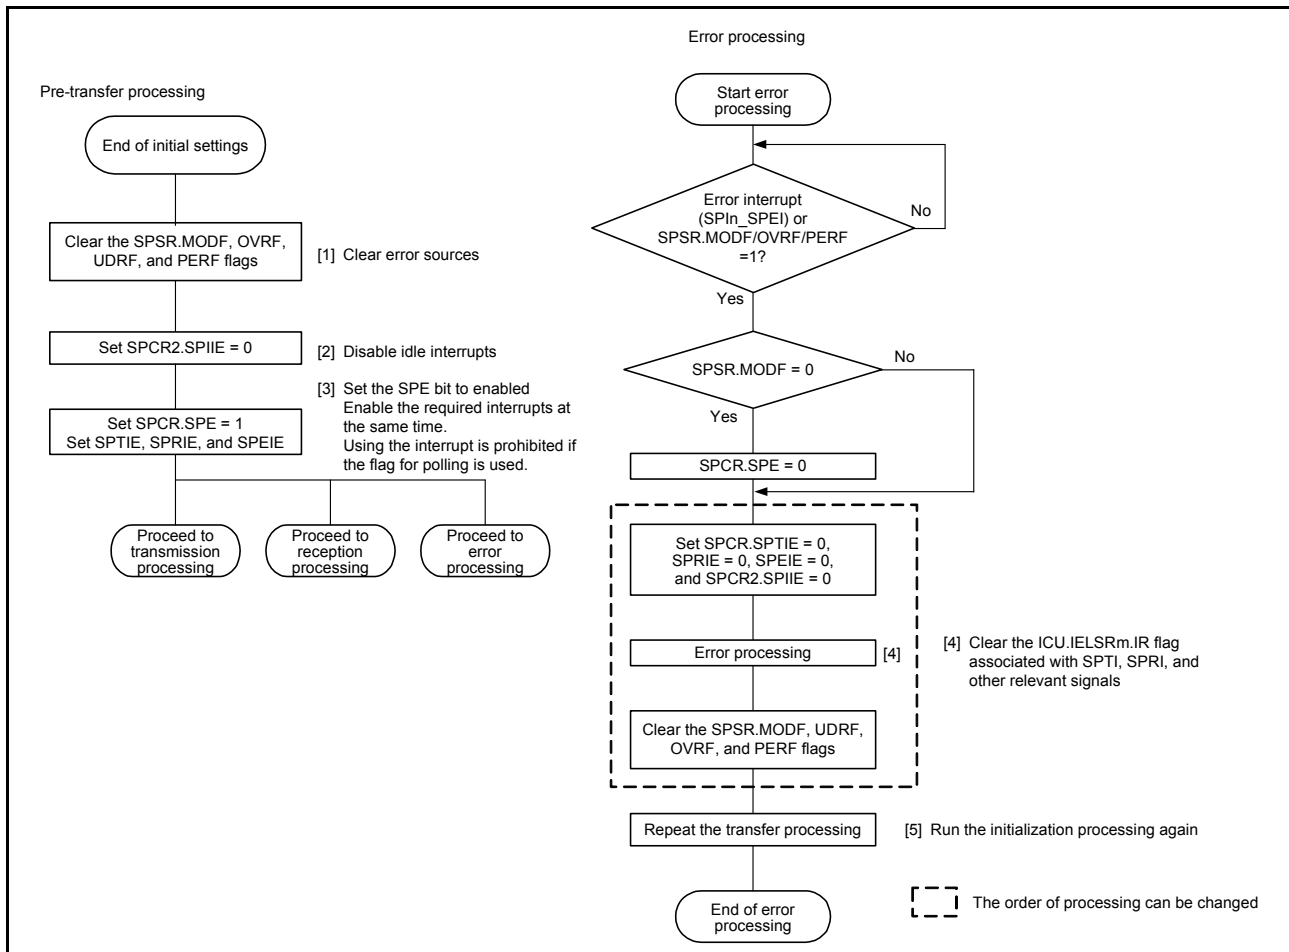 Pre-transfer processing
End of initial settings
Clear the SPSR.MODF, OVRF,
UDRF, and PERF flags
[1] Clear error sources
Set SPCR2.SPIIE = 0
[2] Disable idle interrupts
Set SPCR.SPE = 1
Set SPTIE, SPRIE, and SPEIE
[3] Set the SPE bit to enabled
Enable the required interrupts at
the same time.
Using the interrupt is prohibited if
the flag for polling is used.
Proceed to
transmission
processing
Proceed to
reception
processing
Proceed to
error
processing
Error processing
Start error
processing
Error interrupt
(SPIn_SPEI) or
SPSR.MODF/OVRF/PERF
=1?
No
Yes
SPSR.MODF = 0
No
Yes
SPCR.SPE = 0
Set SPCR.SPTIE = 0,
SPRIE = 0, SPEIE = 0,
and SPCR2.SPIIE = 0
Error processing
[4]
[4] Clear the ICU.IELSRm.IR flag
associated with SPTI, SPRI, and
other relevant signals
Clear the SPSR.MODF, UDRF,
OVRF, and PERF flags
Repeat the transfer processing
[5] Run the initialization processing again
End of error
processing
The order of processing can be changed